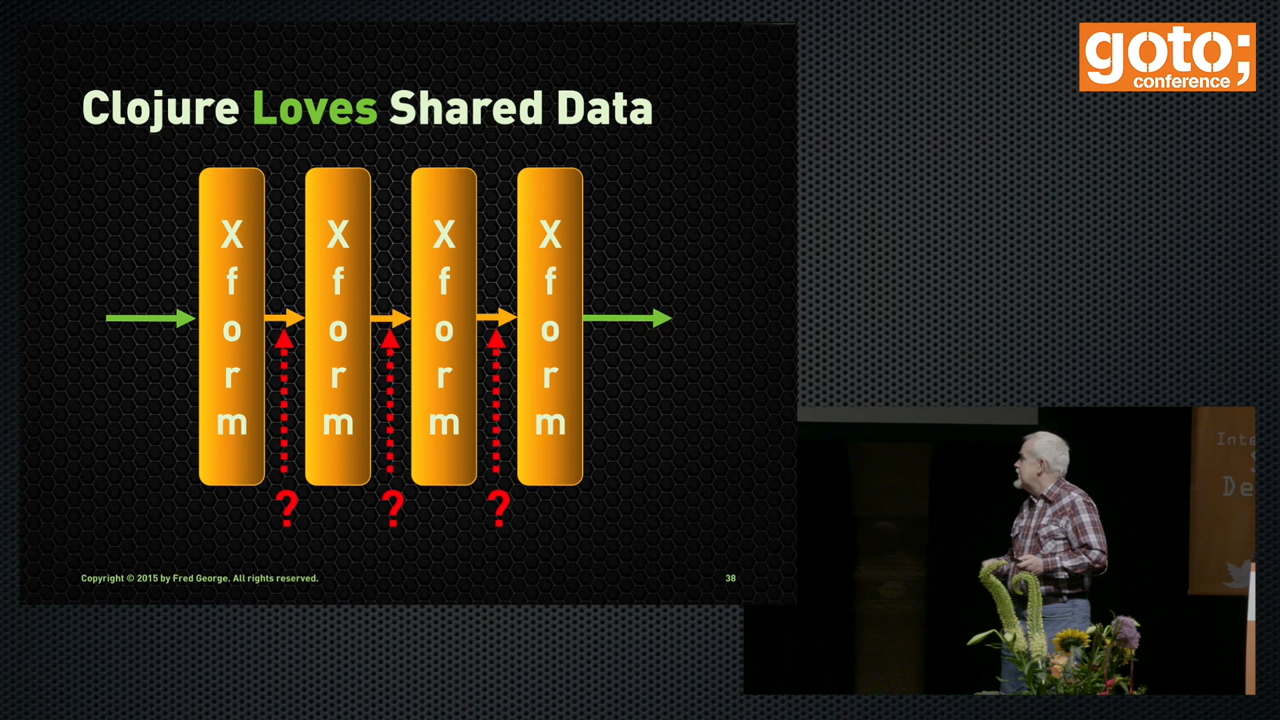 goto;
conference
Clojure Loves Shared Data
X
f
o
r
m
X
f
o
r
m
X
f
o
r
m
X
f
o
r
m
? ? ?
Copyright © 2015 by Fred George. All rights reserved.
38